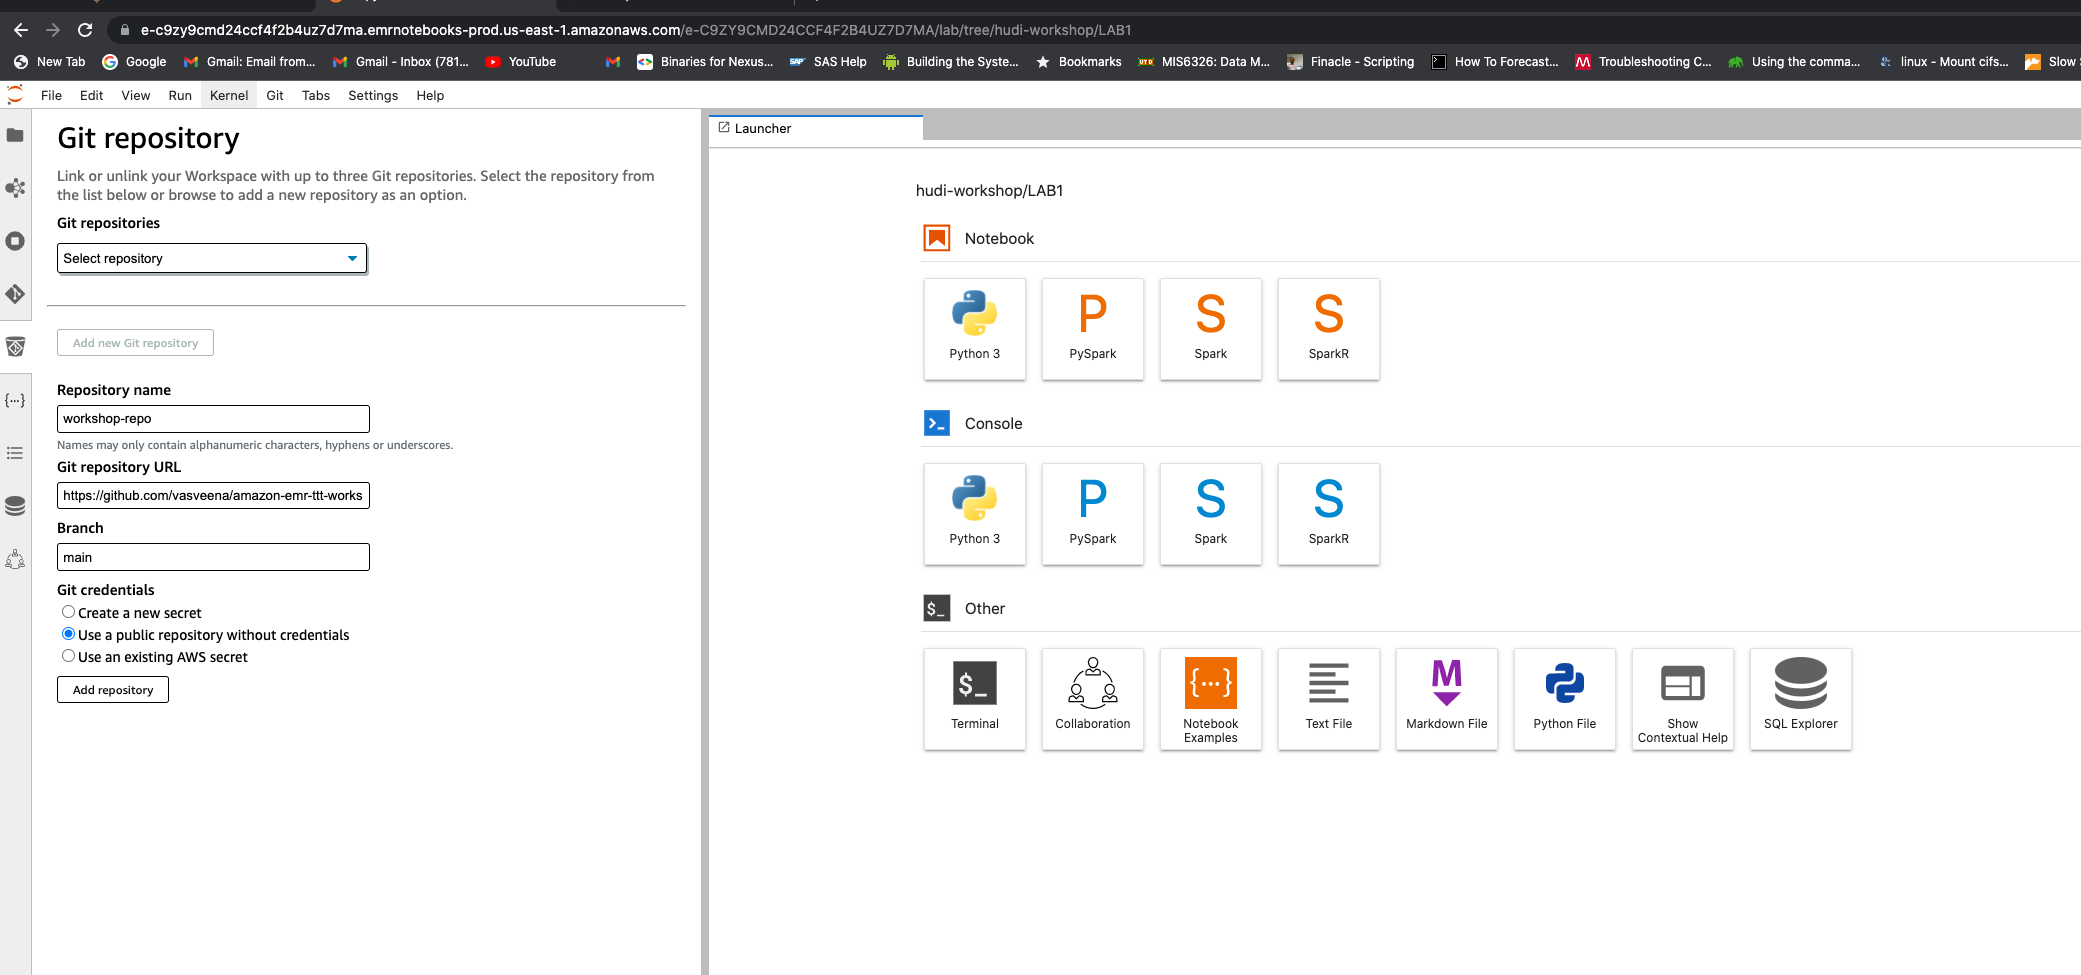 e-c9zy9cmd24ccf4f2b4uz7d7ma.emrnotebooks-prod.us-east-1.amazonaws.com/e-C9ZY9CMD24CCF4F2B4UZ7D7MA/lab/tree/hudi-workshop/LAB1
New Tab Google Gmail: Email from... Gmail - Inbox (781... YouTube Binaries for Nexus... SAS Help Building the Syste... Bookmarks MIS6326: Data M... Finacle - Scripting How To Forecast... Troubleshooting C... Using the comma... linux - Mount cifs... Slow
File Edit View Run Kernel Git Tabs Settings Help
Git repository
Link or unlink your Workspace with up to three Git repositories. Select the repository from
the list below or browse to add a new repository as an option.
Git repositories
Select repository
Add new Git repository
Repository name
workshop-repo
Names may only contain alphanumeric characters, hyphens or underscores.
Git repository URL
https://github.com/vasveena/amazon-emr-ttt-works
Branch
main
Git credentials
Create a new secret
Use a public repository without credentials
Use an existing AWS secret
Add repository
Launcher
hudi-workshop/LAB1
Notebook
P S S
Python 3 PySpark Spark SparkR
Console
P S S
Python 3 PySpark Spark SparkR
$_ Other
$_ {...} M
Terminal Collaboration Notebook Examples Text File Markdown File Python File Show Contextual Help SQL Explorer